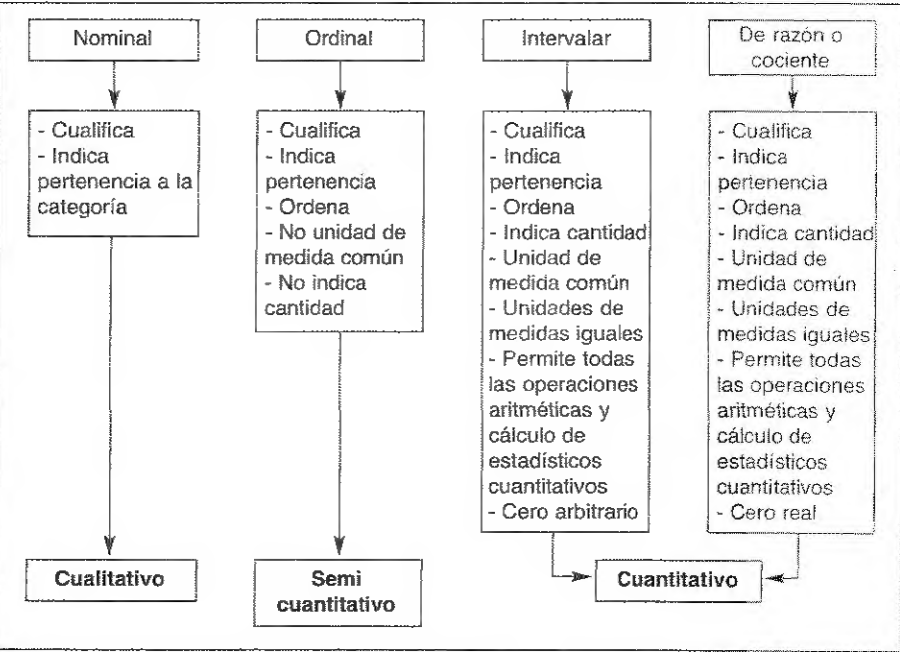 Nominal
- Cualifica
- Indica
pertenencia a la
categoría
Cualitativo
Ordinal
- Cualifica
- Indica
pertenencia
- Ordena
- No unidad de
medida común
- No indica
cantidad
Semi
cuantitativo
Intervalar
- Cualifica
- Indica
pertenencia
- Ordena
- Indica cantidad
- Unidad de
medida común
- Unidades de
medidas iguales
- Permite todas
las operaciones
aritméticas y
cálculo de
estadísticos
cuantitativos
- Cero arbitrario
De razón o
cociente
- Cualifica
- Indica
pertenencia
- Ordena
- Indica cantidad
- Unidad de
medida común
- Unidades de
medidas iguales
- Permite todas
las operaciones
aritméticas y
cálculo de
estadísticos
cuantitativos
- Cero real
Cuantitativo